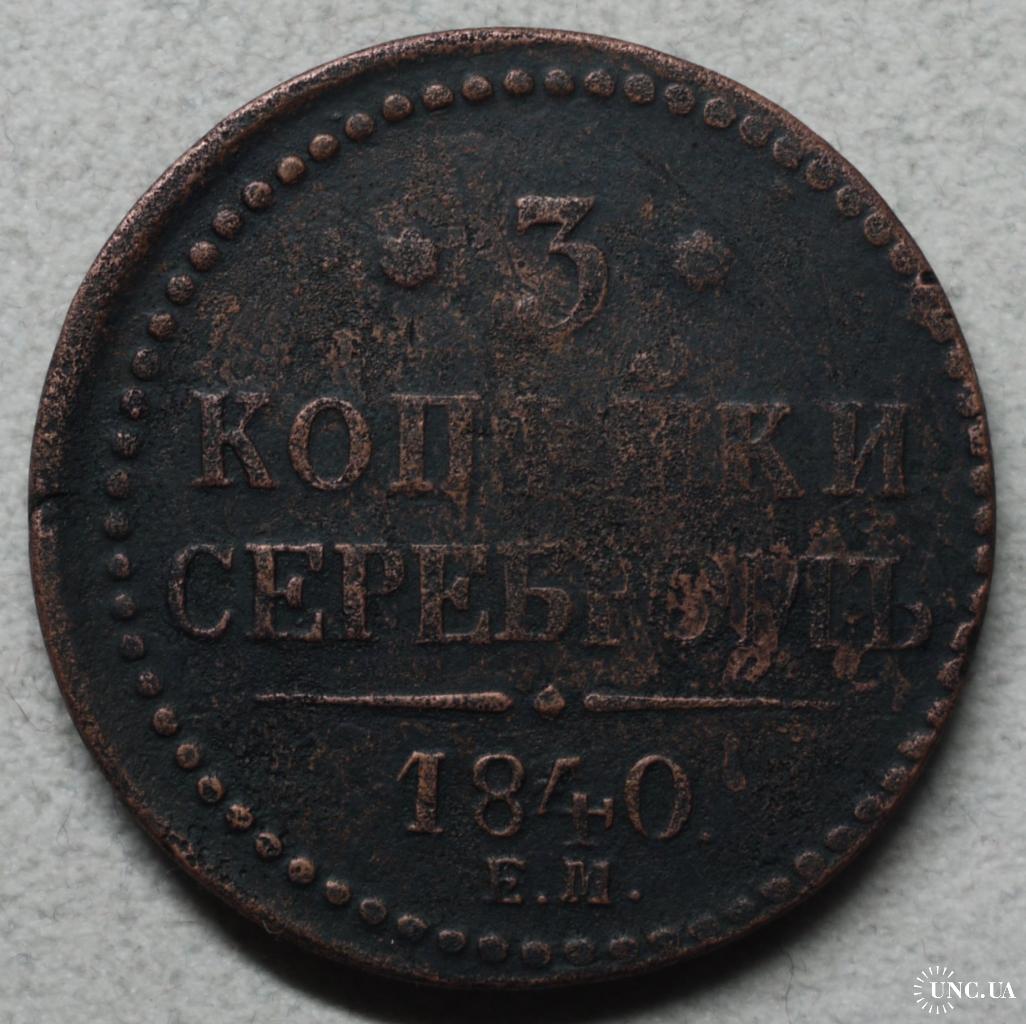 3
КОПѢЙКИ
СЕРЕБРОМЪ
1840.
Е.М.
UNC.UA